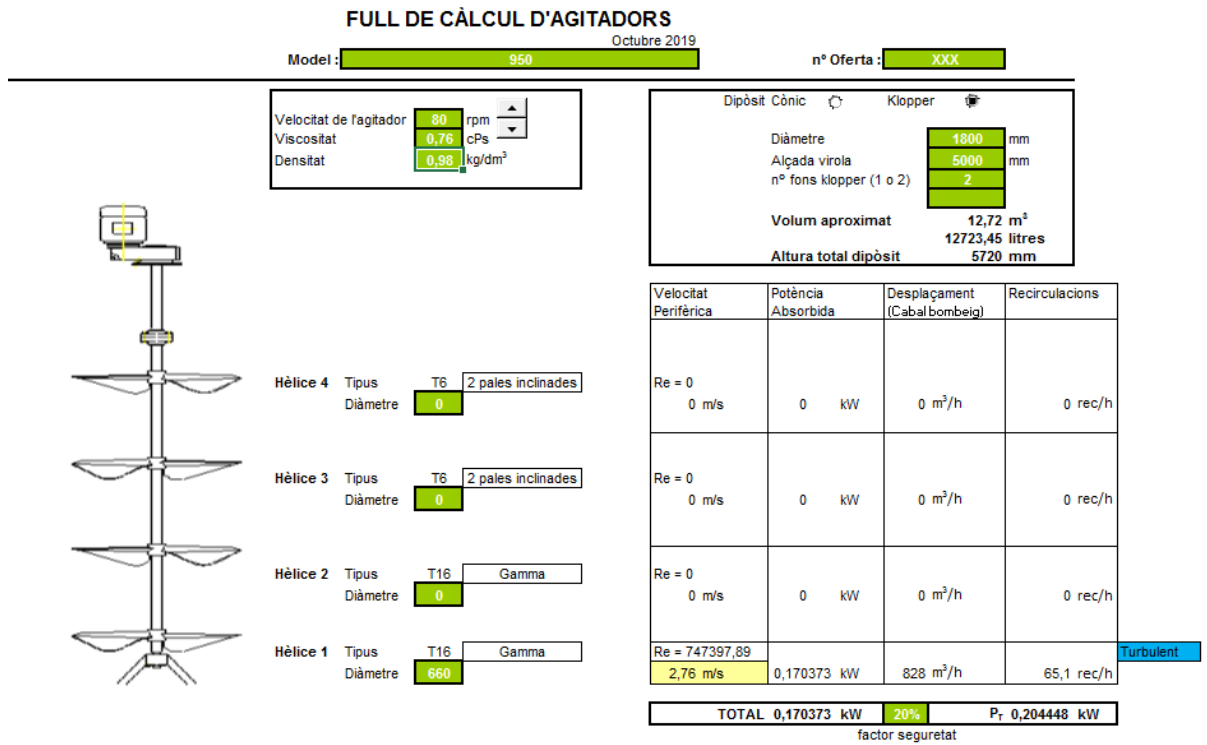 FULL DE CÀLCUL D'AGITADORS
Octubre 2019
Model : 950 nº Oferta : XXX
Velocitat de l'agitador 80 rpm
Viscositat 0,76 cPs
Densitat 0,98 kg/dm³
Dipòsit Cònic Klopper
Diàmetre 1800 mm
Alçada virola 5000 mm
nº fons klopper (1 o 2) 2
Volum aproximat 12,72 m³
12723,45 litres
Altura total dipòsit 5720 mm
Velocitat Perifèrica Potència Absorbida Desplaçament (Cabal bombeig) Recirculacions
Hèlice 4 Tipus T6 2 pales inclinades Re = 0
Diàmetre 0 0 m/s 0 kW 0 m³/h 0 rec/h
Hèlice 3 Tipus T6 2 pales inclinades Re = 0
Diàmetre 0 0 m/s 0 kW 0 m³/h 0 rec/h
Hèlice 2 Tipus T16 Gamma Re = 0
Diàmetre 0 0 m/s 0 kW 0 m³/h 0 rec/h
Hèlice 1 Tipus T16 Gamma Re = 747397,89 Turbulent
Diàmetre 660 2,76 m/s 0,170373 kW 828 m³/h 65,1 rec/h
TOTAL 0,170373 kW 20% P_T 0,204448 kW
factor seguretat